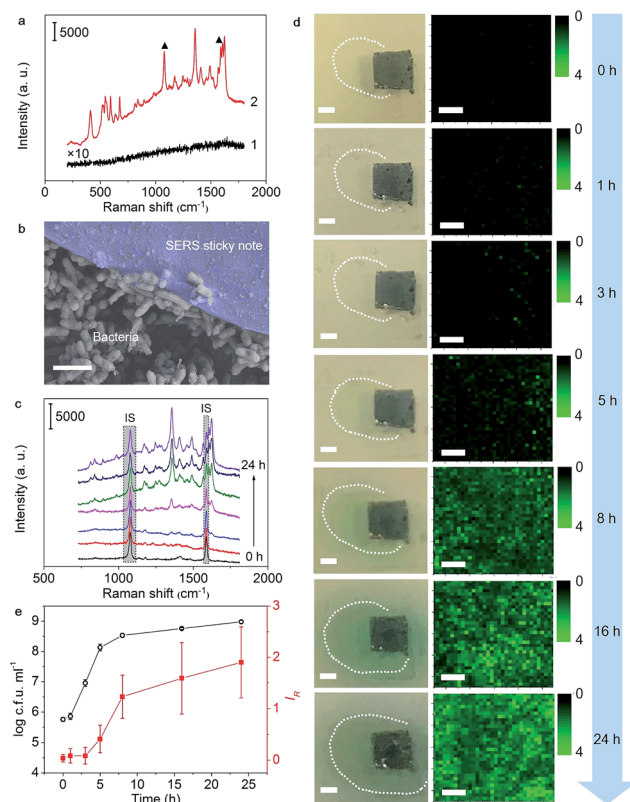 a
5000
2
×10
1
Intensity (a. u.)
0 500 1000 1500 2000
Raman shift (cm⁻¹)
b
SERS sticky note
Bacteria
c
5000
IS IS
24 h
0 h
Intensity (a. u.)
500 1000 1500 2000
Raman shift (cm⁻¹)
e
9
8
7
6
5
4
log c.f.u. ml⁻¹
3
2
1
0
I_R
0 5 10 15 20 25
Time (h)
d
0
4
0 h
0
4
1 h
0
4
3 h
0
4
5 h
0
4
8 h
0
4
16 h
0
4
24 h